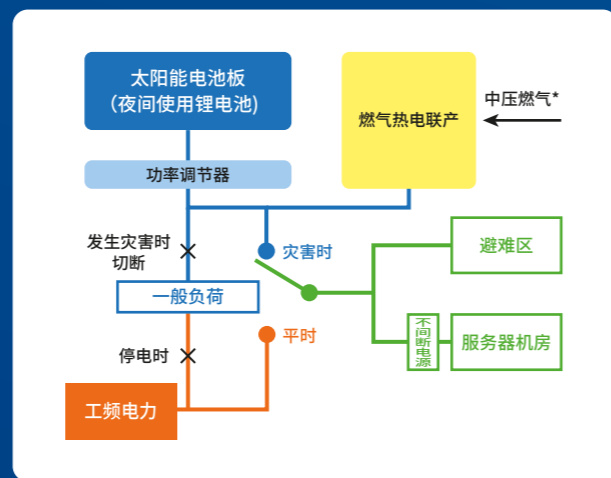 太阳能电池板
（夜间使用锂电池)
燃气热电联产
中压燃气*
功率调节器
发生灾害时
切断
灾害时
避难区
一般负荷
平时
不间断电源
服务器机房
停电时
工频电力